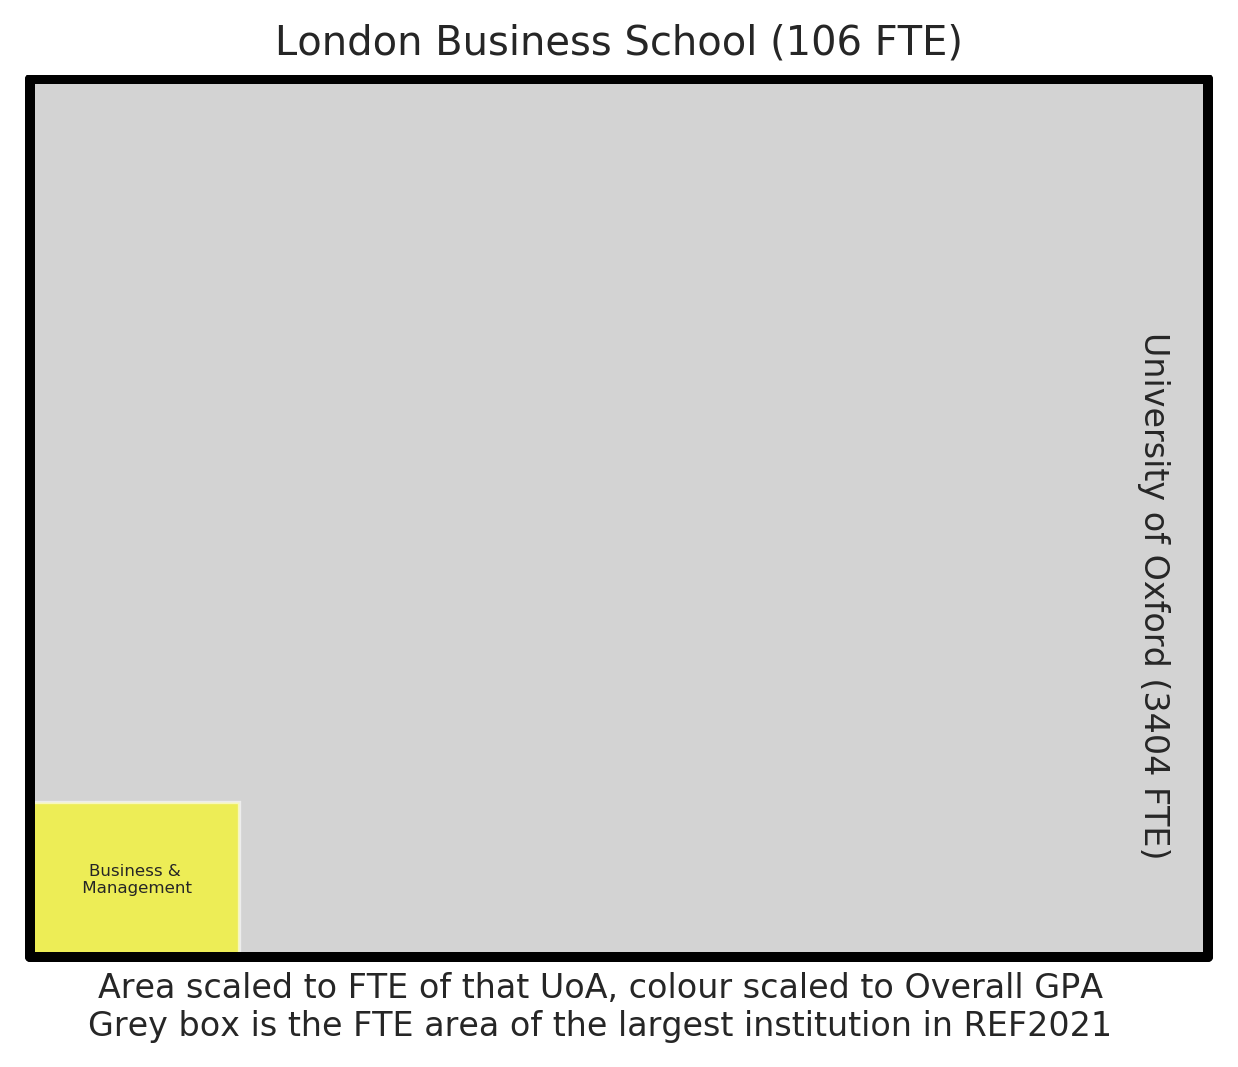 London Business School (106 FTE)
University of Oxford (3404 FTE)
Business &
Management
Area scaled to FTE of that UoA, colour scaled to Overall GPA
Grey box is the FTE area of the largest institution in REF2021